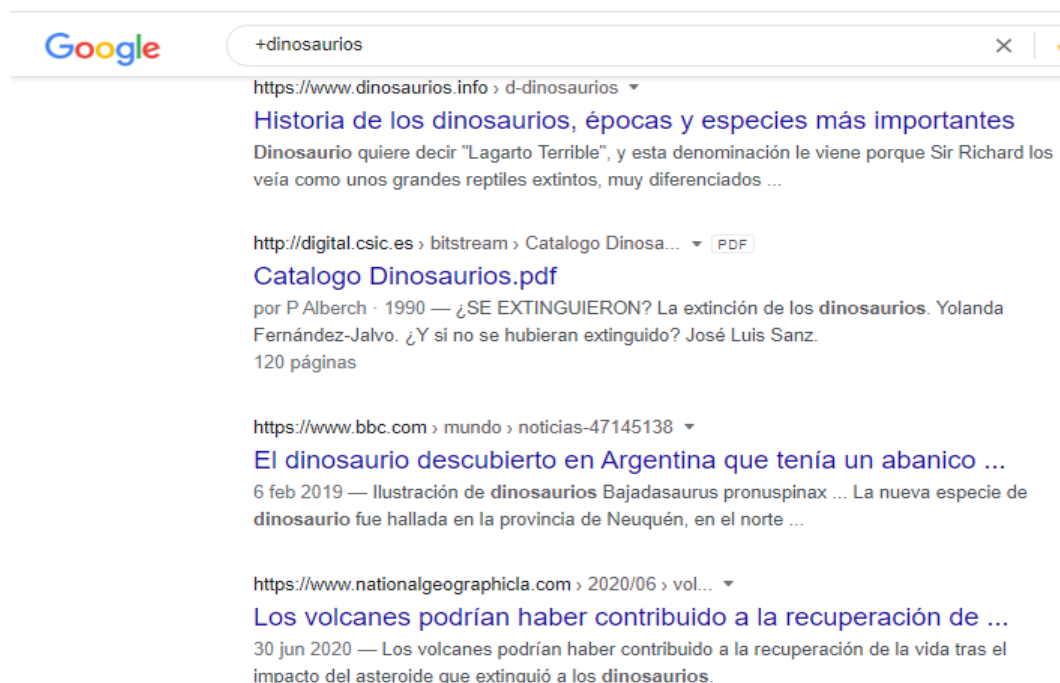 Google
+dinosaurios
https://www.dinosaurios.info › d-dinosaurios
Historia de los dinosaurios, épocas y especies más importantes
Dinosaurio quiere decir "Lagarto Terrible", y esta denominación le viene porque Sir Richard los
veía como unos grandes reptiles extintos, muy diferenciados ...
http://digital.csic.es › bitstream › Catalogo Dinosa... PDF
Catalogo Dinosaurios.pdf
por P Alberch · 1990 — ¿SE EXTINGUIERON? La extinción de los dinosaurios. Yolanda
Fernández-Jalvo. ¿Y si no se hubieran extinguido? José Luis Sanz.
120 páginas
https://www.bbc.com › mundo › noticias-47145138
El dinosaurio descubierto en Argentina que tenía un abanico ...
6 feb 2019 — Ilustración de dinosaurios Bajadasaurus pronuspinax ... La nueva especie de
dinosaurio fue hallada en la provincia de Neuquén, en el norte ...
https://www.nationalgeographicla.com › 2020/06 › vol...
Los volcanes podrían haber contribuido a la recuperación de ...
30 jun 2020 — Los volcanes podrían haber contribuido a la recuperación de la vida tras el
impacto del asteroide que extinguió a los dinosaurios.